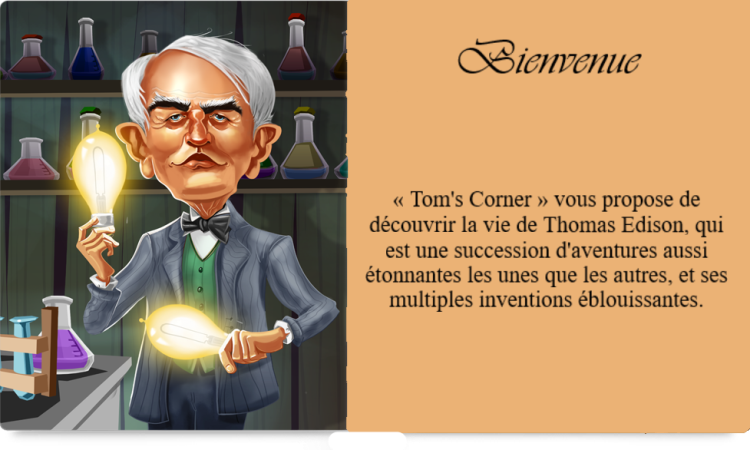 Bienvenue
« Tom's Corner » vous propose de
découvrir la vie de Thomas Edison, qui
est une succession d'aventures aussi
étonnantes les unes que les autres, et ses
multiples inventions éblouissantes.